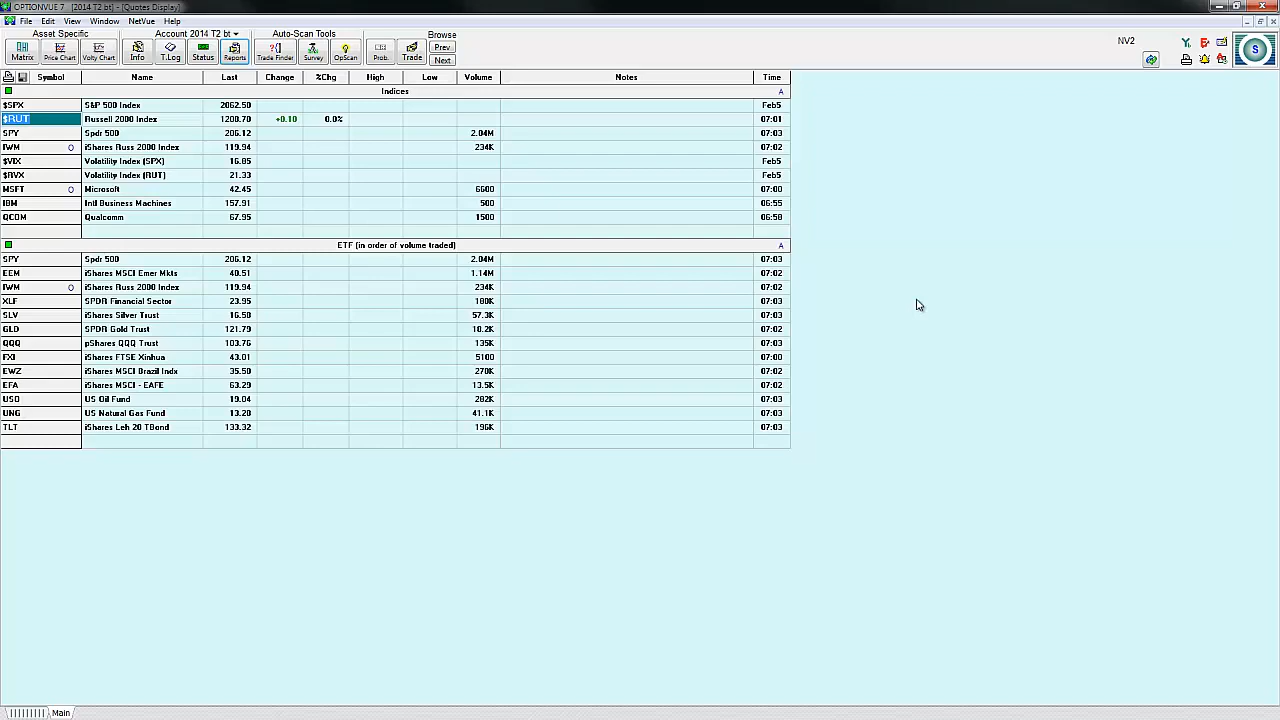 OPTIONVUE 7 [2014 T2 bt] - [Quotes Display]
File Edit View Window NetVue Help
Asset Specific Account 2014 T2 bt Auto-Scan Tools Browse
Matrix Price Chart Volty Chart Info T.Log Status Reports Trade Finder Survey OpScan Prob. Trade Prev Next NV2
Symbol Name Last Change %Chg High Low Volume Notes Time
Indices A
$SPX S&P 500 Index 2062.50 Feb5
$RUT Russell 2000 Index 1200.70 +0.10 0.0% 07:01
SPY Spdr 500 206.12 2.04M 07:03
IWM O iShares Russ 2000 Index 119.94 234K 07:02
$VIX Volatility Index (SPX) 16.85 Feb5
$RVX Volatility Index (RUT) 21.33 Feb5
MSFT O Microsoft 42.45 6600 07:00
IBM Intl Business Machines 157.91 500 06:55
QCOM Qualcomm 67.95 1500 06:58
ETF (in order of volume traded) A
SPY Spdr 500 206.12 2.04M 07:03
EEM iShares MSCI Emer Mkts 40.51 1.14M 07:02
IWM O iShares Russ 2000 Index 119.94 234K 07:02
XLF SPDR Financial Sector 23.95 180K 07:03
SLV iShares Silver Trust 16.50 57.3K 07:03
GLD SPDR Gold Trust 121.79 10.2K 07:02
QQQ pShares QQQ Trust 103.76 135K 07:03
FXI iShares FTSE Xinhua 43.01 5100 07:00
EWZ iShares MSCI Brazil Indx 35.50 270K 07:02
EFA iShares MSCI - EAFE 63.29 13.5K 07:02
USO US Oil Fund 19.04 282K 07:03
UNG US Natural Gas Fund 13.20 41.1K 07:03
TLT iShares Leh 20 TBond 133.32 196K 07:03
Main